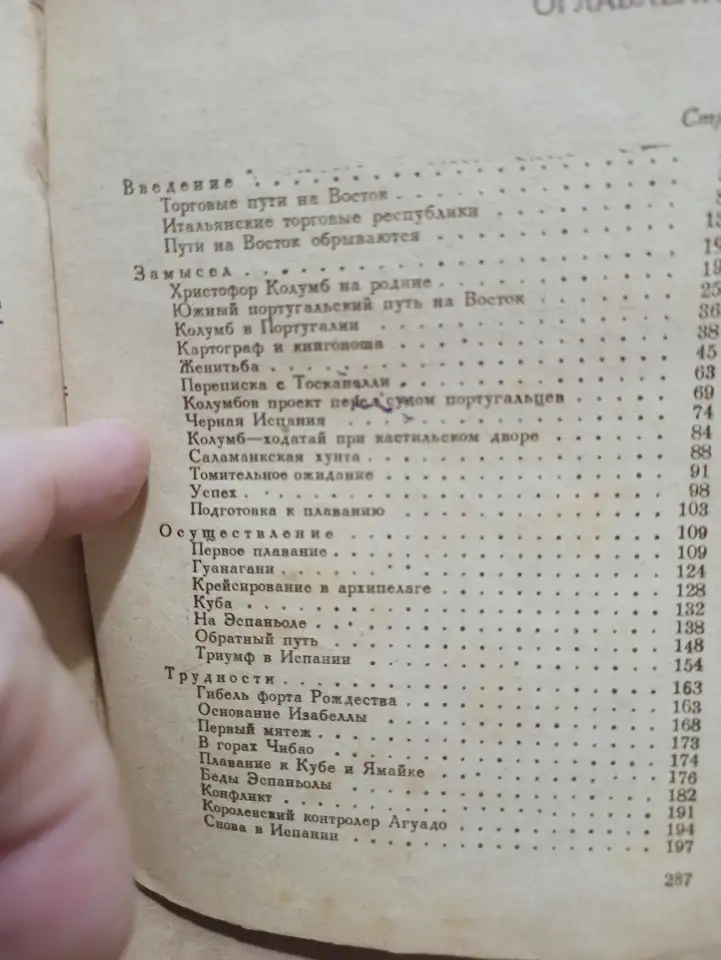 ОГЛАВЛЕН
Стр
Введение
Торговые пути на Восток
Итальянские торговые республики
Пути на Восток обрываются 13
Замысел 19
Христофор Колумб на родине 19
Южный португальский путь на Восток 25
Колумб в Португалии 36
Картограф и книгоноша 38
Женитьба 45
Переписка с Тосканелли 63
Колумбов проект перед судом португальцев 69
Черная Испания 74
Колумб—ходатай при кастильском дворе 84
Саламанкская хунта 88
Томительное ожидание 91
Успех 98
Подготовка к плаванию 103
Осуществление 109
Первое плавание 109
Гуанагани 124
Крейсирование в архипелаге 128
Куба 132
На Эспаньоле 138
Обратный путь 148
Триумф в Испании 154
Трудности 163
Гибель форта Рождества 163
Основание Изабеллы 168
Первый мятеж 173
В горах Чибао 174
Плавание к Кубе и Ямайке 176
Беды Эспаньолы 182
Конфликт 191
Королевский контролер Агуадо 194
Снова в Испании 197
287